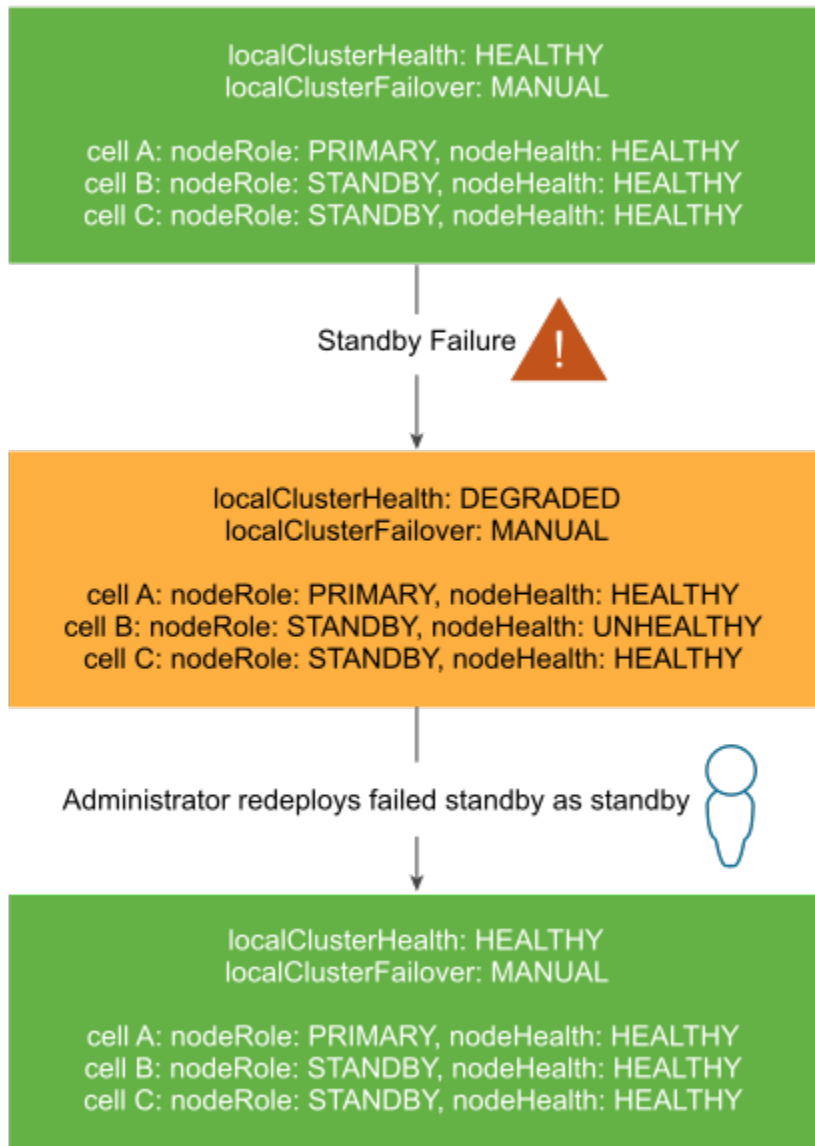 localClusterHealth: HEALTHY
localClusterFailover: MANUAL
cell A: nodeRole: PRIMARY, nodeHealth: HEALTHY
cell B: nodeRole: STANDBY, nodeHealth: HEALTHY
cell C: nodeRole: STANDBY, nodeHealth: HEALTHY
Standby Failure
!
localClusterHealth: DEGRADED
localClusterFailover: MANUAL
cell A: nodeRole: PRIMARY, nodeHealth: HEALTHY
cell B: nodeRole: STANDBY, nodeHealth: UNHEALTHY
cell C: nodeRole: STANDBY, nodeHealth: HEALTHY
Administrator redeploys failed standby as standby
localClusterHealth: HEALTHY
localClusterFailover: MANUAL
cell A: nodeRole: PRIMARY, nodeHealth: HEALTHY
cell B: nodeRole: STANDBY, nodeHealth: HEALTHY
cell C: nodeRole: STANDBY, nodeHealth: HEALTHY